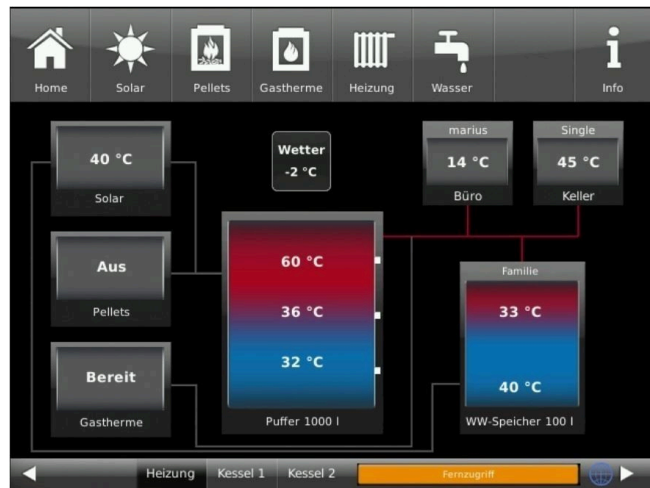 Home
Solar
Pellets
Gastherme
Heizung
Wasser
Info
40 °C
Solar
Wetter
-2 °C
marius
14 °C
Büro
Single
45 °C
Keller
Aus
Pellets
60 °C
36 °C
32 °C
Puffer 1000 l
Familie
33 °C
40 °C
WW-Speicher 100 l
Bereit
Gastherme
Heizung
Kessel 1
Kessel 2
Fernzugriff